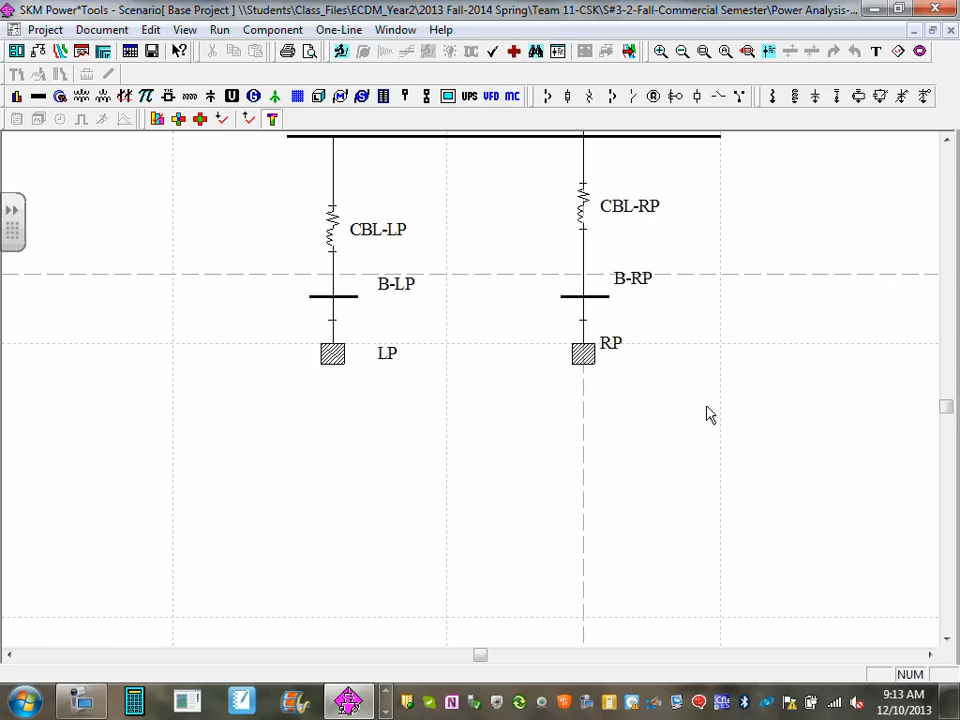 SKM Power*Tools - Scenario[ Base Project ] \\Students\Class_Files\ECDM_Year2\2013 Fall-2014 Spring\Team 11-CSK\S#3-2-Fall-Commercial Semester\Power Analysis-...
Project Document Edit View Run Component One-Line Window Help
UPS VFD MC
CBL-LP
CBL-RP
B-LP
B-RP
LP
RP
NUM
9:13 AM
12/10/2013